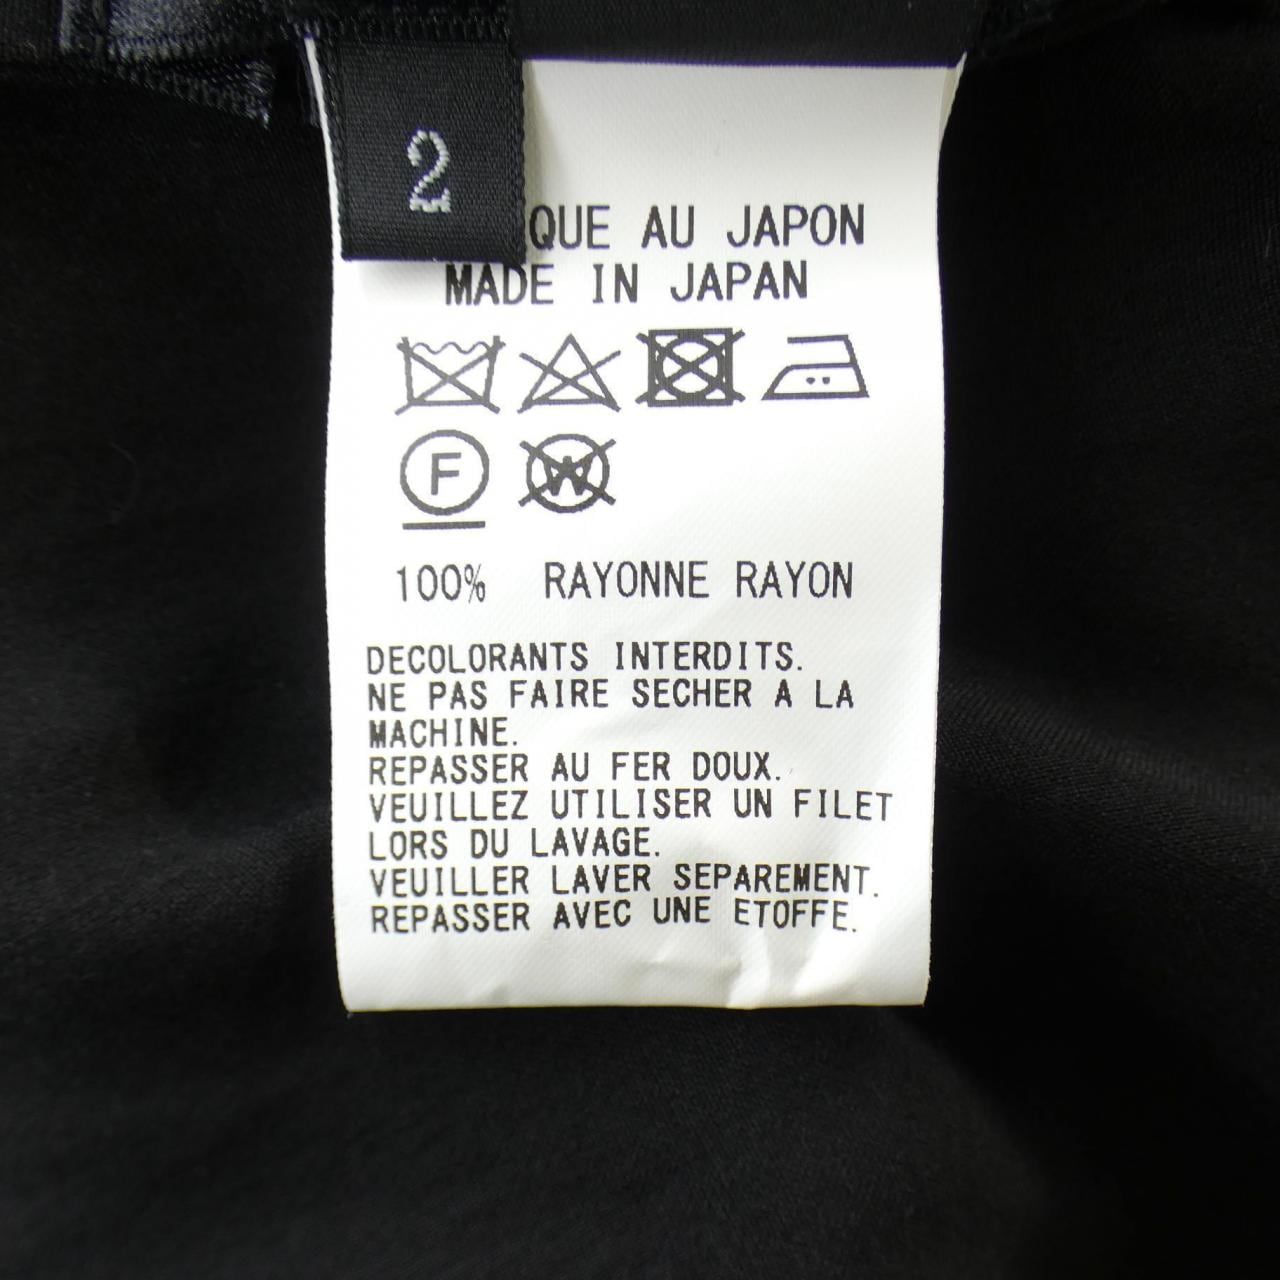 2
QUE AU JAPON
MADE IN JAPAN
F
W
100% RAYONNE RAYON
DECOLORANTS INTERDITS.
NE PAS FAIRE SECHER A LA
MACHINE.
REPASSER AU FER DOUX.
VEUILLEZ UTILISER UN FILET
LORS DU LAVAGE.
VEUILLER LAVER SEPAREMENT.
REPASSER AVEC UNE ETOFFE.